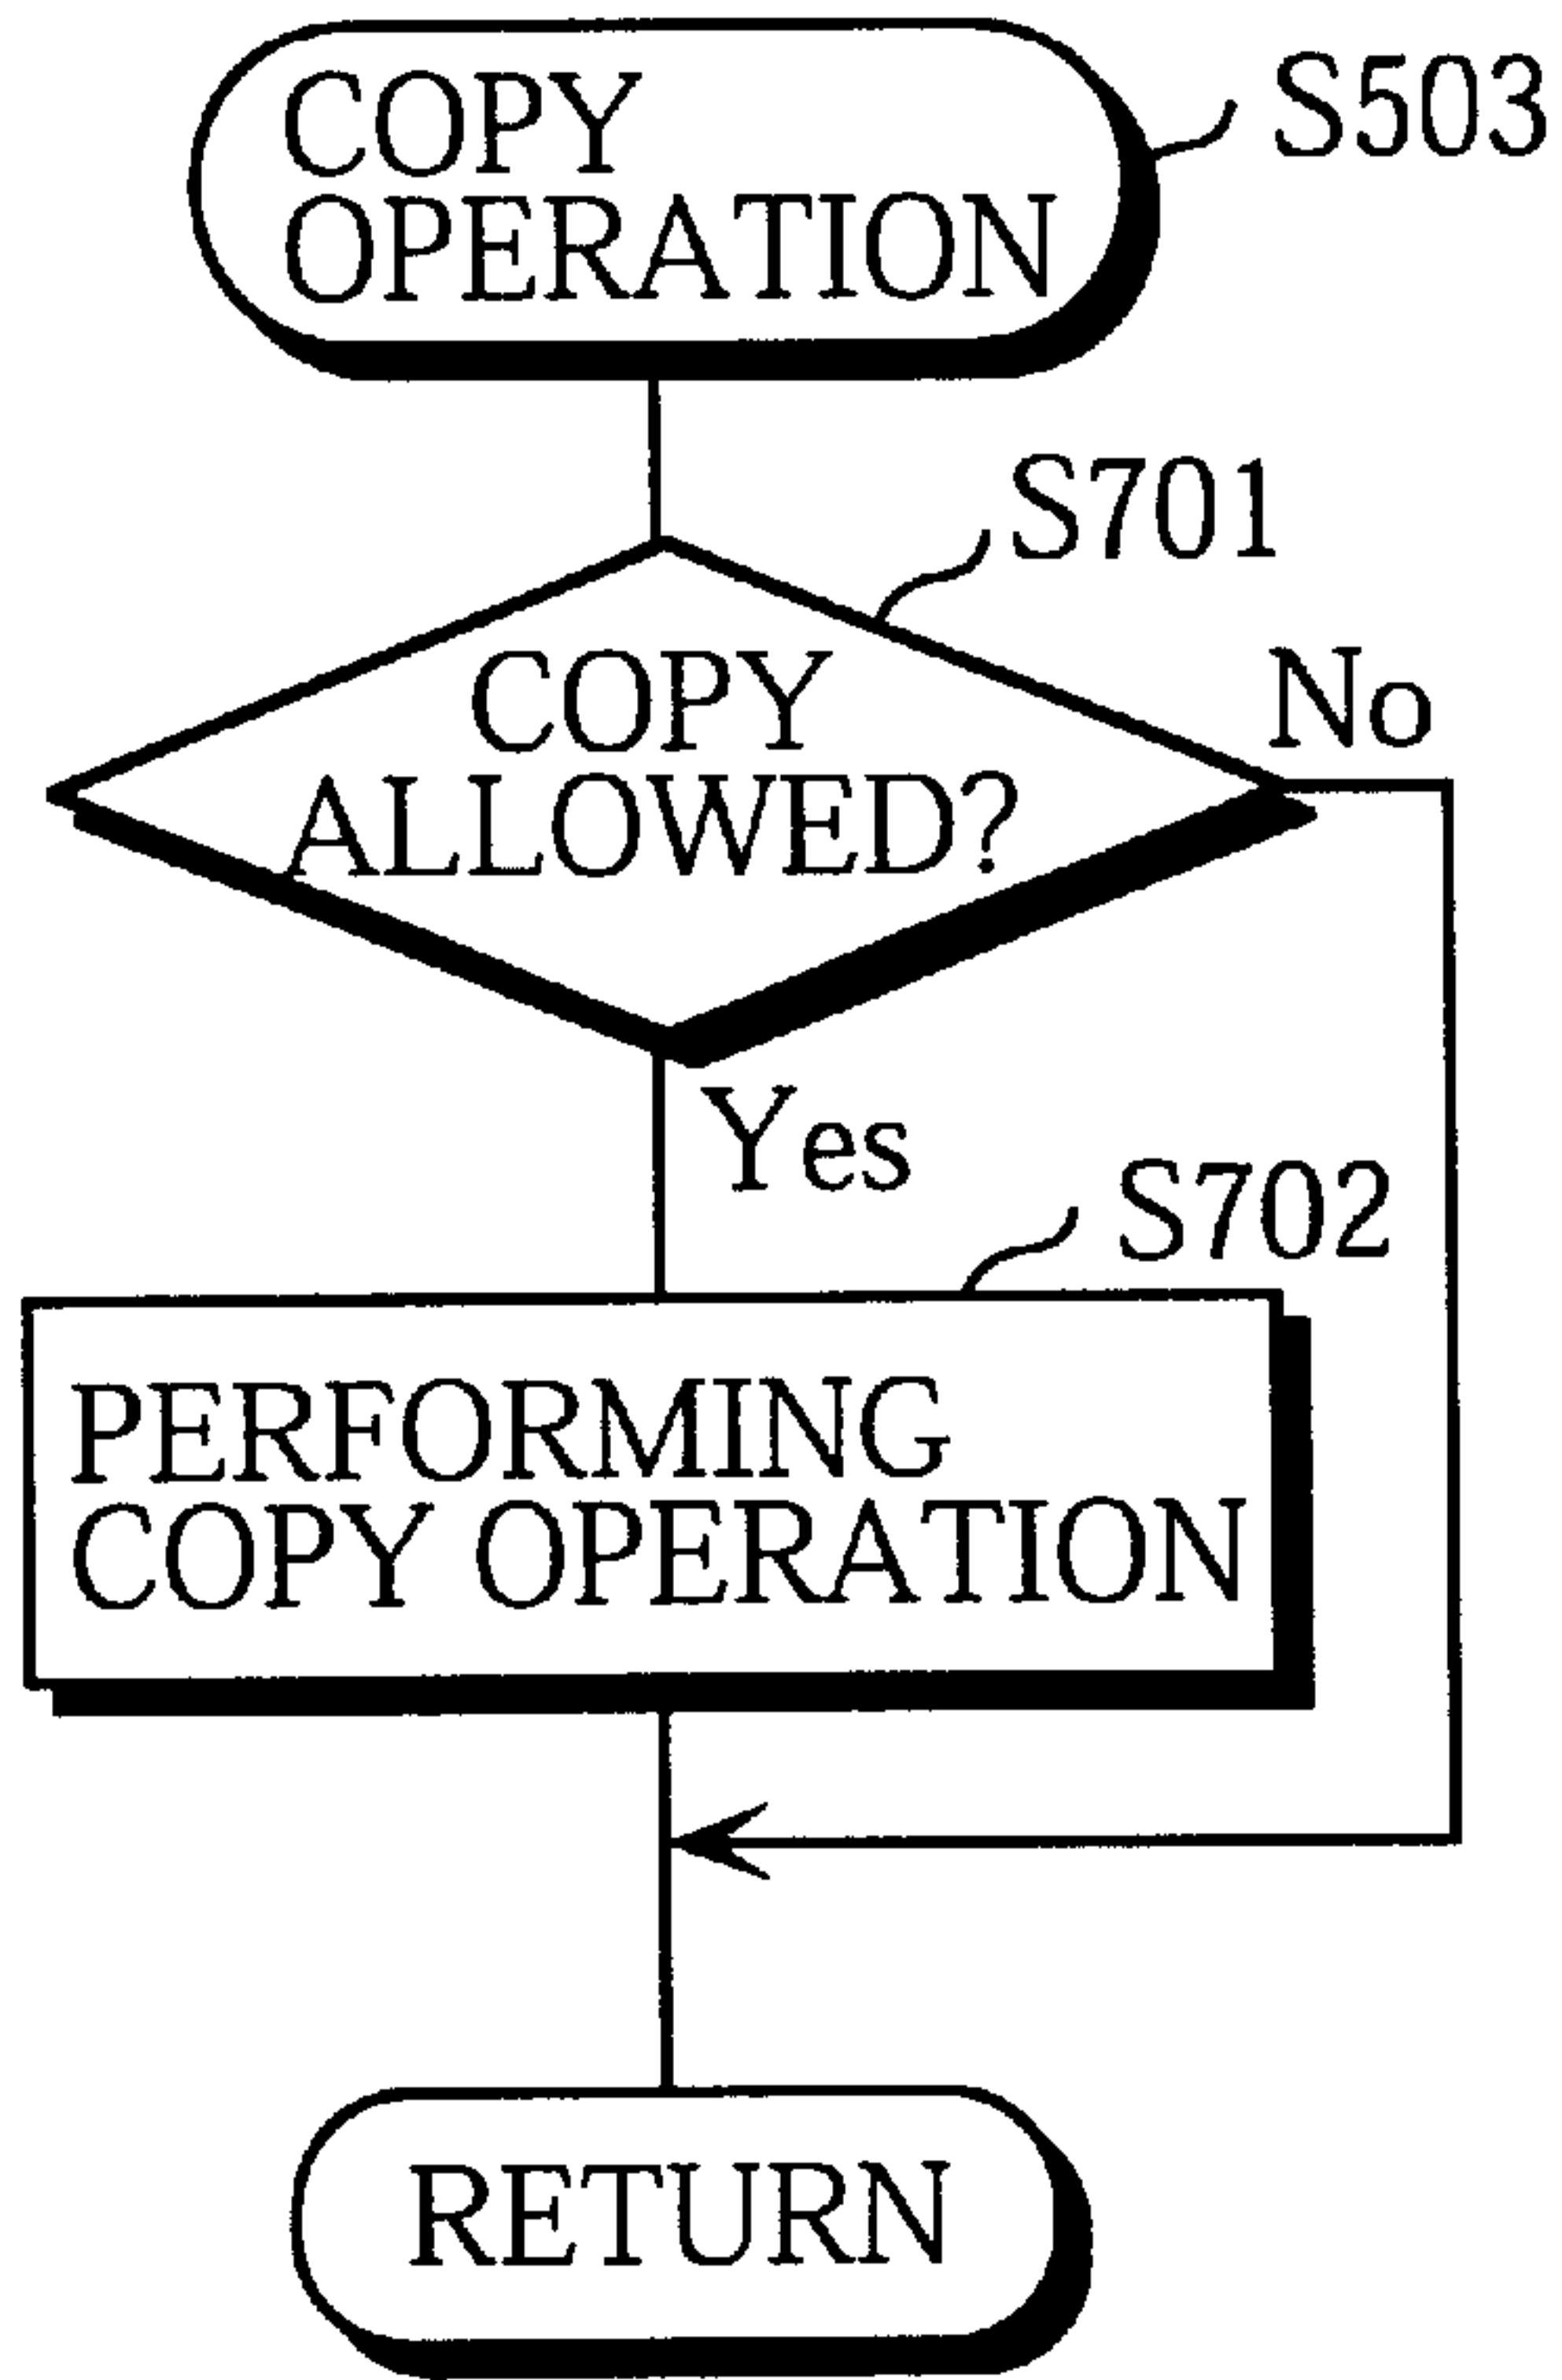 COPY
OPERATION
S503
S701
COPY
ALLOWED?
No
Yes
S702
PERFORMING
COPY OPERATION
RETURN